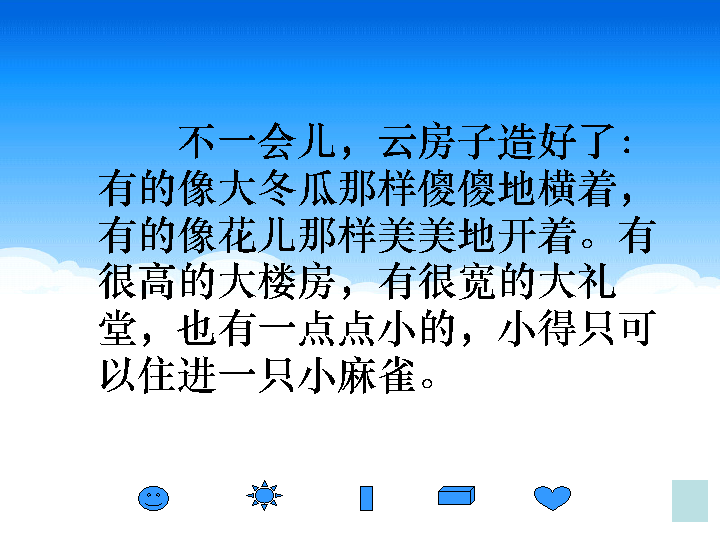 不一会儿，云房子造好了：
有的像大冬瓜那样傻傻地横着，
有的像花儿那样美美地开着。有
很高的大楼房，有很宽的大礼
堂，也有一点点小的，小得只可
以住进一只小麻雀。